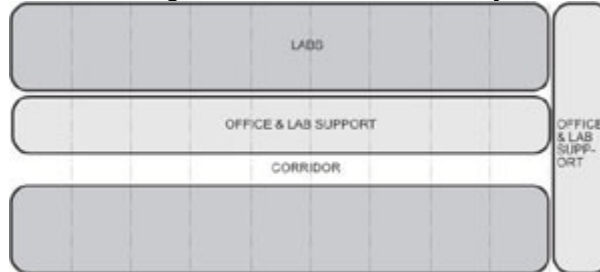 LABS
OFFICE & LAB SUPPORT
CORRIDOR
OFFICE
& LAB
SUPP-
ORT